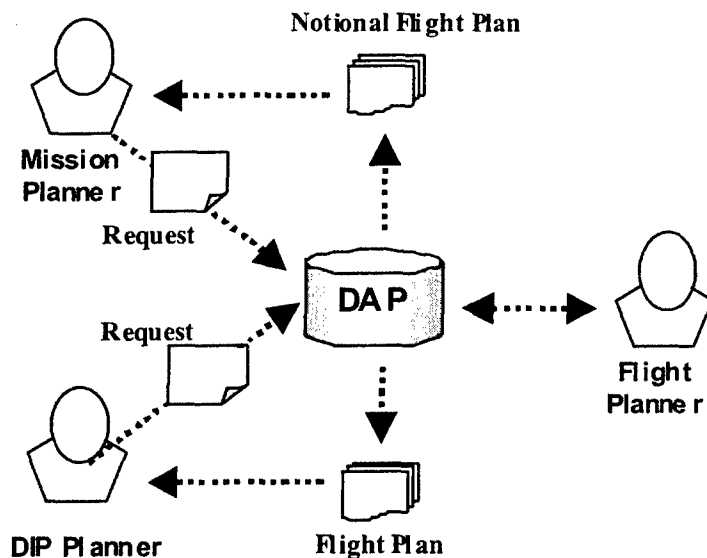 Notional Flight Plan
Mission
Planner
Request
DAP
Request
Flight
Planner
DIP Planner
Flight Plan